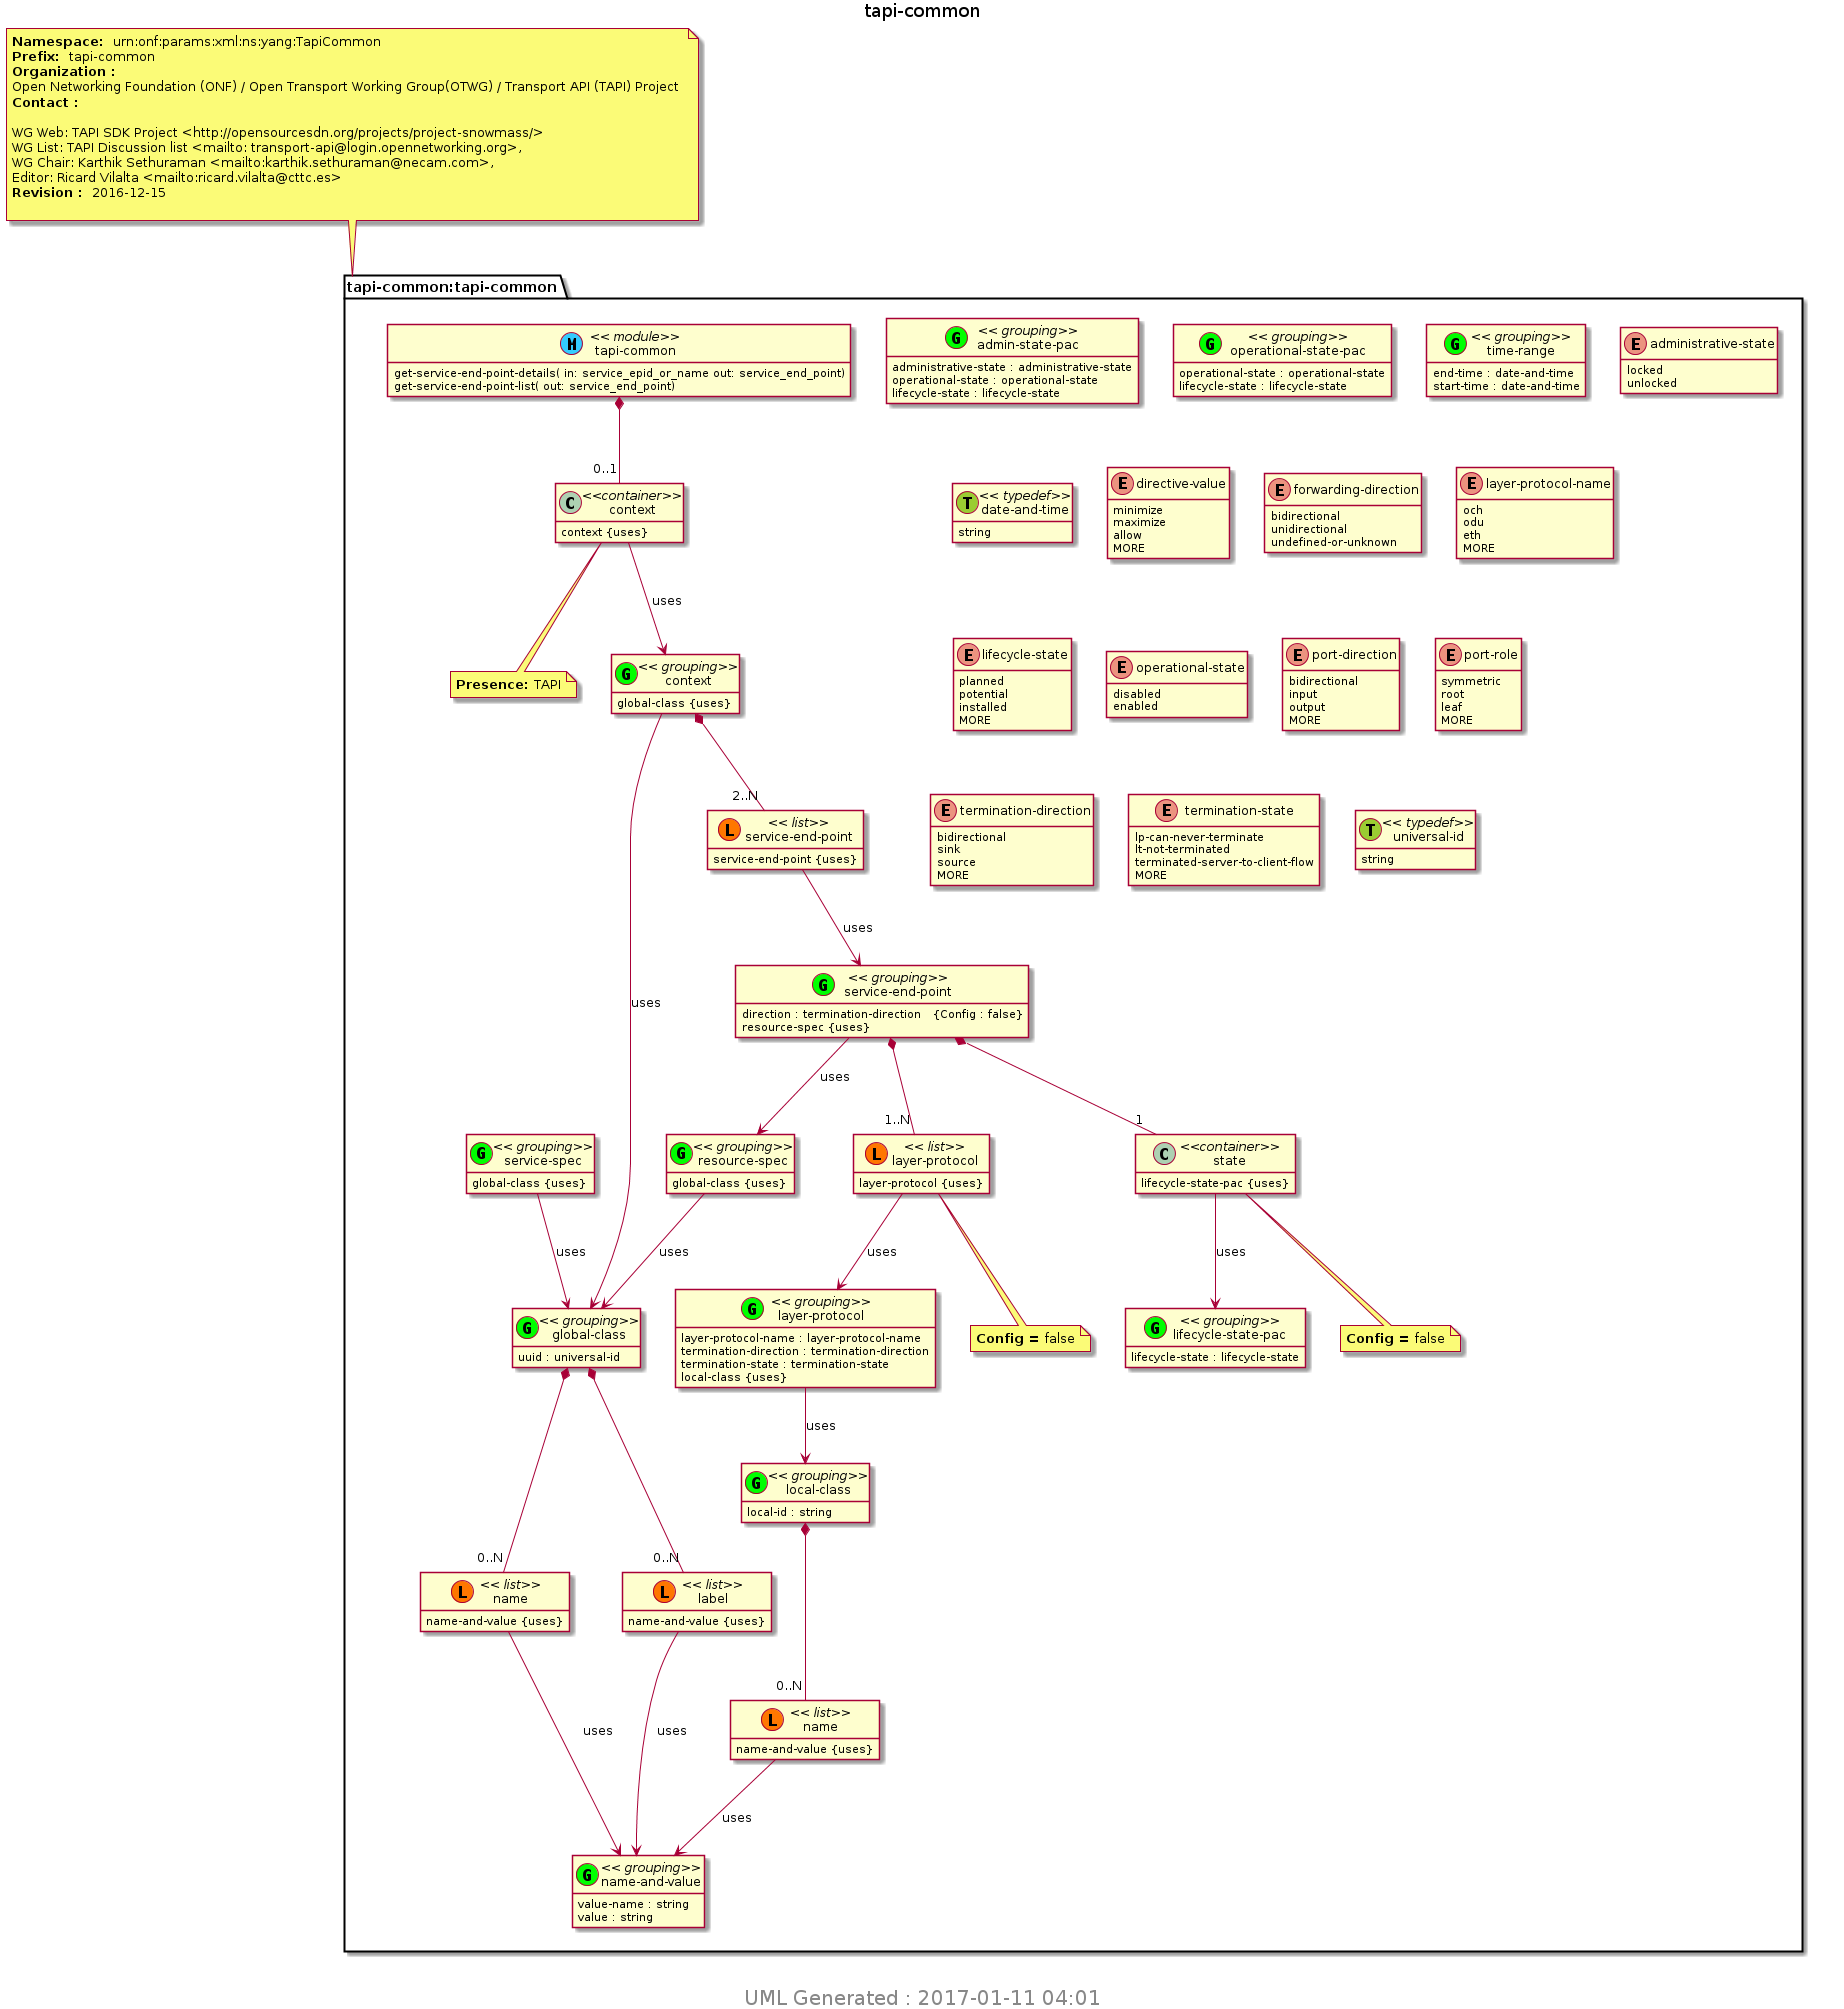 tapi-common
Namespace: urn:onf:params:xml:ns:yang:TapiCommon
Prefix: tapi-common
Organization :
Open Networking Foundation (ONF) / Open Transport Working Group(OTWG) / Transport API (TAPI) Project
Contact :
WG Web: TAPI SDK Project <http://opensourcesdn.org/projects/project-snowmass/>
WG List: TAPI Discussion list <mailto: transport-api@login.opennetworking.org>,
WG Chair: Karthik Sethuraman <mailto:karthik.sethuraman@necam.com>,
Editor: Ricard Vilalta <mailto:ricard.vilalta@cttc.es>
Revision : 2016-12-15
tapi-common:tapi-common
M
<< module>>
tapi-common
get-service-end-point-details( in: service_epid_or_name out: service_end_point)
get-service-end-point-list( out: service_end_point)
G
<< grouping>>
admin-state-pac
administrative-state : administrative-state
operational-state : operational-state
lifecycle-state : lifecycle-state
G
<< grouping>>
operational-state-pac
operational-state : operational-state
lifecycle-state : lifecycle-state
G
<< grouping>>
time-range
end-time : date-and-time
start-time : date-and-time
E
administrative-state
locked
unlocked
0..1
C
<<container>>
context
context {uses}
T
<< typedef>>
date-and-time
string
E
directive-value
minimize
maximize
allow
MORE
E
forwarding-direction
bidirectional
unidirectional
undefined-or-unknown
E
layer-protocol-name
och
odu
eth
MORE
uses
Presence: TAPI
G
<< grouping>>
context
global-class {uses}
E
lifecycle-state
planned
potential
installed
MORE
E
operational-state
disabled
enabled
E
port-direction
bidirectional
input
output
MORE
E
port-role
symmetric
root
leaf
MORE
2..N
L
<< list>>
service-end-point
service-end-point {uses}
E
termination-direction
bidirectional
sink
source
MORE
E
termination-state
lp-can-never-terminate
lt-not-terminated
terminated-server-to-client-flow
MORE
T
<< typedef>>
universal-id
string
uses
uses
G
<< grouping>>
service-end-point
direction : termination-direction {Config : false}
resource-spec {uses}
uses
1..N
1
G
<< grouping>>
service-spec
global-class {uses}
G
<< grouping>>
resource-spec
global-class {uses}
L
<< list>>
layer-protocol
layer-protocol {uses}
C
<<container>>
state
lifecycle-state-pac {uses}
uses
uses
uses
uses
G
<< grouping>>
global-class
uuid : universal-id
G
<< grouping>>
layer-protocol
layer-protocol-name : layer-protocol-name
termination-direction : termination-direction
termination-state : termination-state
local-class {uses}
Config = false
G
<< grouping>>
lifecycle-state-pac
lifecycle-state : lifecycle-state
Config = false
uses
G
<< grouping>>
local-class
local-id : string
0..N
0..N
L
<< list>>
name
name-and-value {uses}
L
<< list>>
label
name-and-value {uses}
0..N
L
<< list>>
name
name-and-value {uses}
uses
uses
uses
G
<< grouping>>
name-and-value
value-name : string
value : string
UML Generated : 2017-01-11 04:01